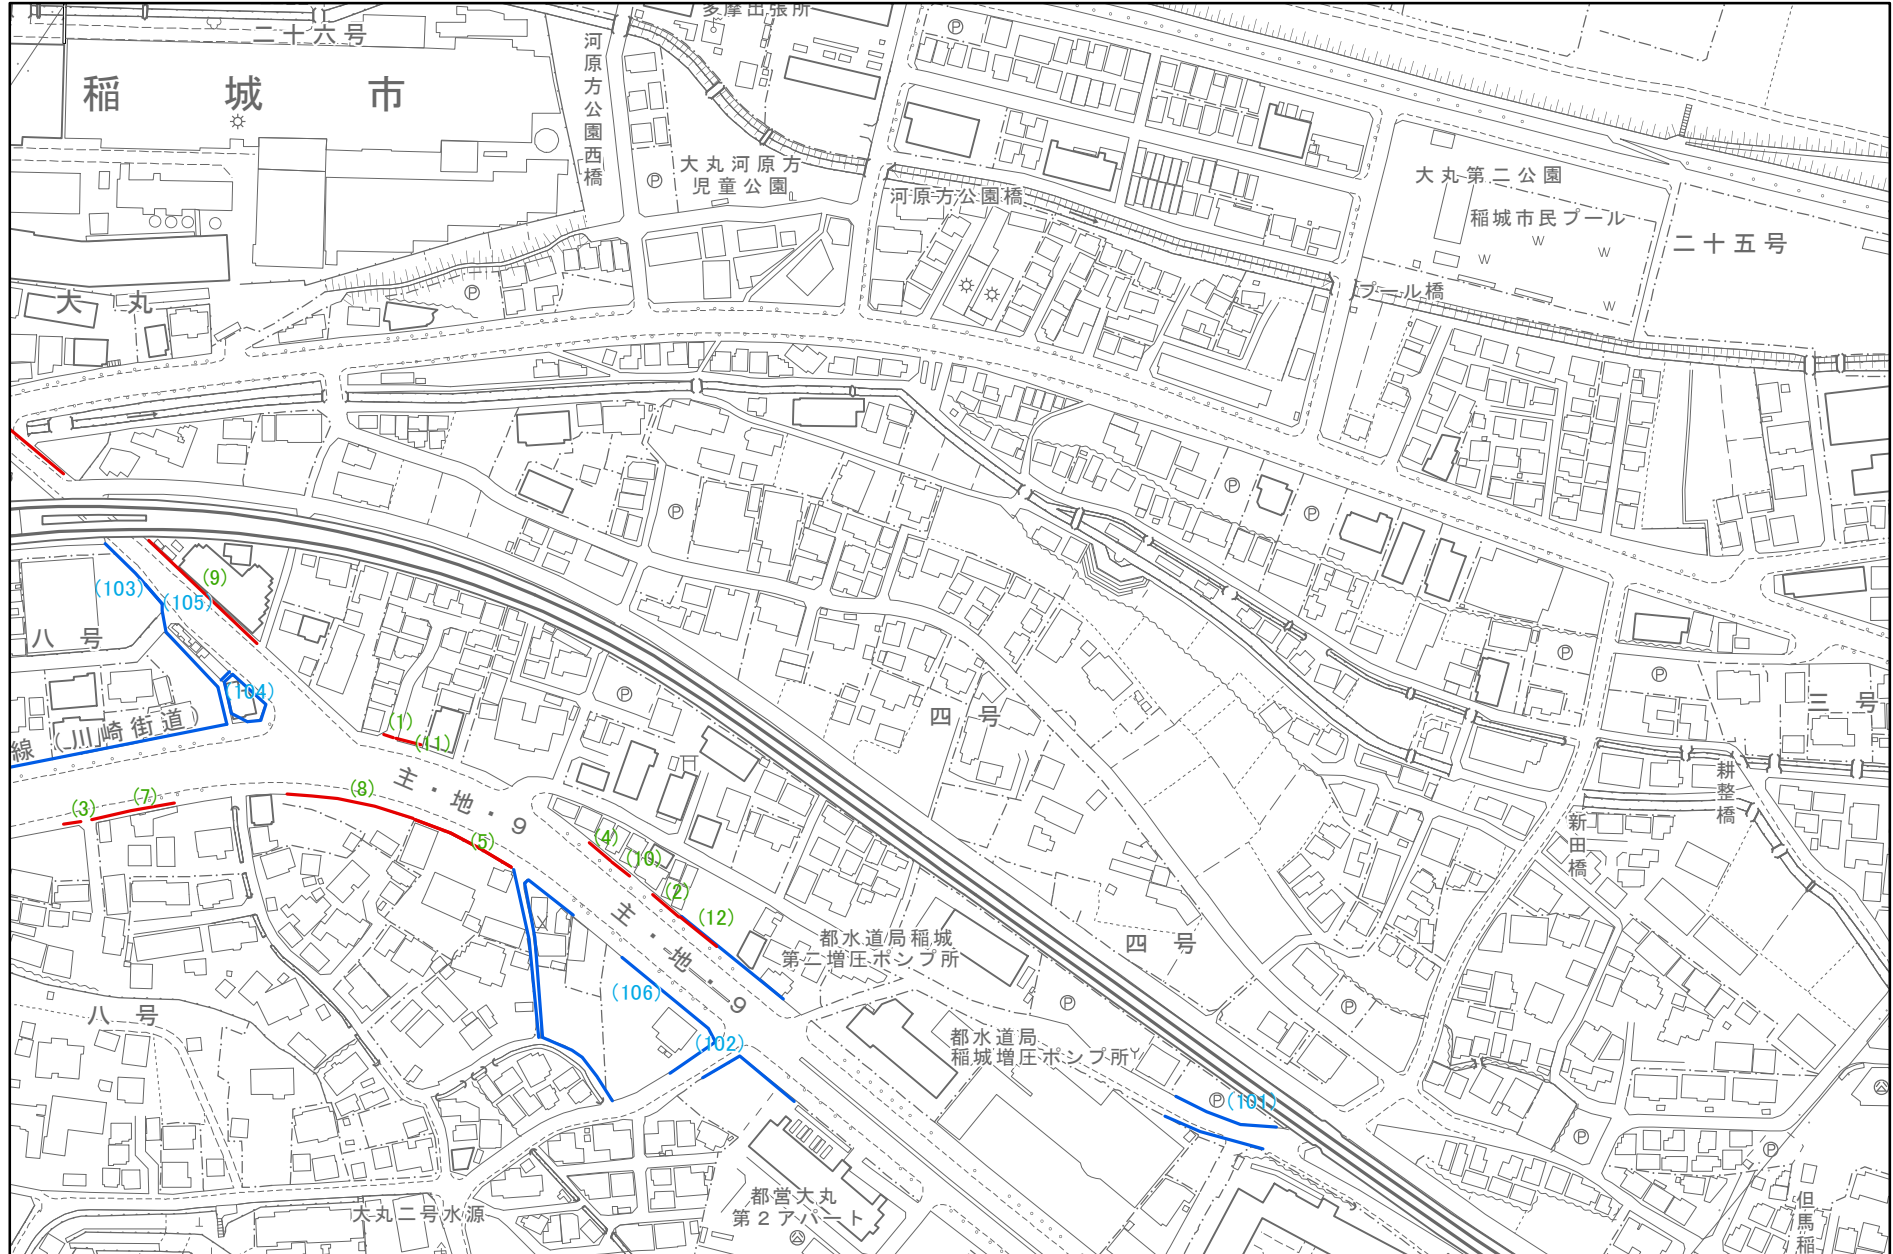 多摩出張所
二十六号
稲城市
河原方公園西橋
大丸河原方
児童公園
河原方公園橋
大丸第二公園
稲城市民プール
二十五号
プール橋
大丸
(9)
(103)
(105)
八号
(104)
線(川崎街道)
(1)
(11)
主・地・9
(3)
(7)
(8)
(5)
(4)
(10)
(2)
(12)
主・地・9
四号
三号
耕整橋
新田橋
都水道局稲城
第二増圧ポンプ所
四号
(106)
(102)
八号
都水道局
稲城増圧ポンプ所
(101)
都営大丸
第2アパート
大丸二号水源
但馬稲